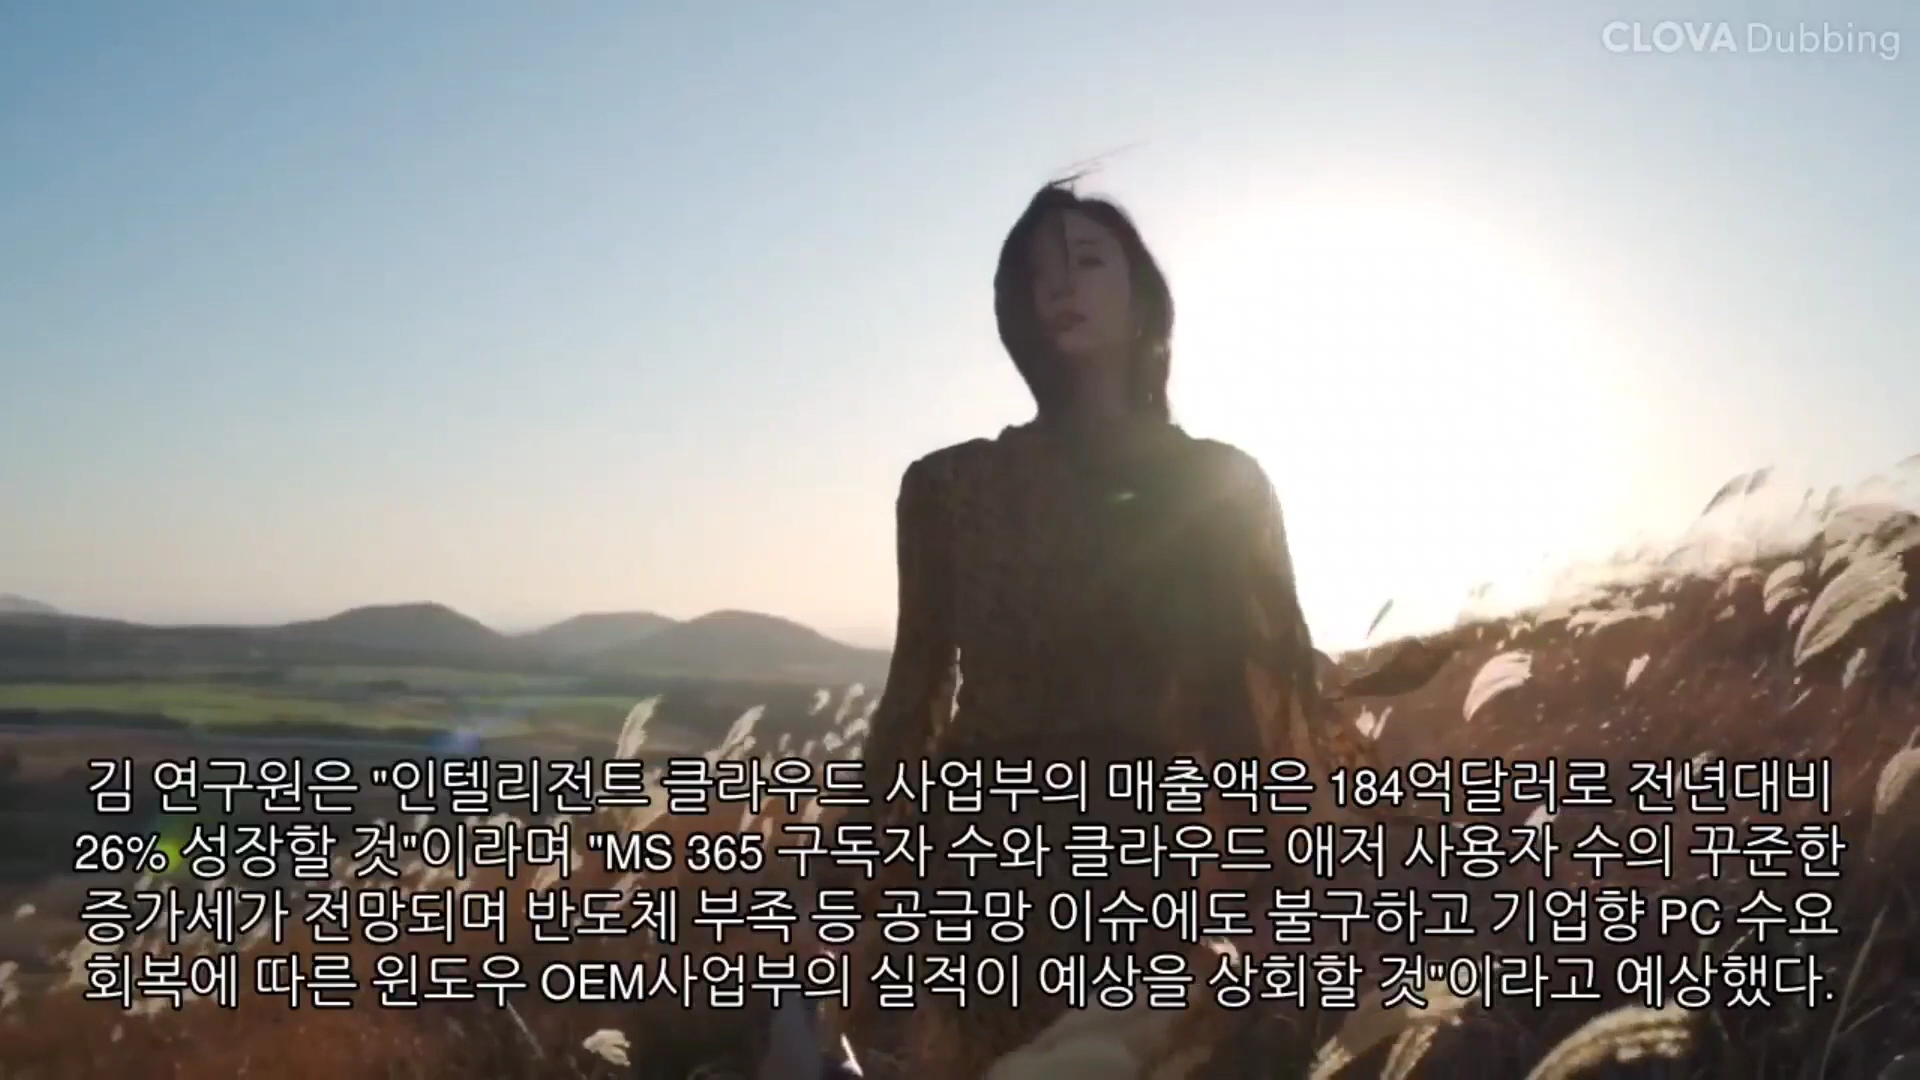 CLOVA Dubbing
김 연구원은 "인텔리전트 클라우드 사업부의 매출액은 184억달러로 전년대비
26% 성장할 것"이라며 "MS 365 구독자 수와 클라우드 애저 사용자 수의 꾸준한
증가세가 전망되며 반도체 부족 등 공급망 이슈에도 불구하고 기업향 PC 수요
회복에 따른 윈도우 OEM사업부의 실적이 예상을 상회할 것"이라고 예상했다.